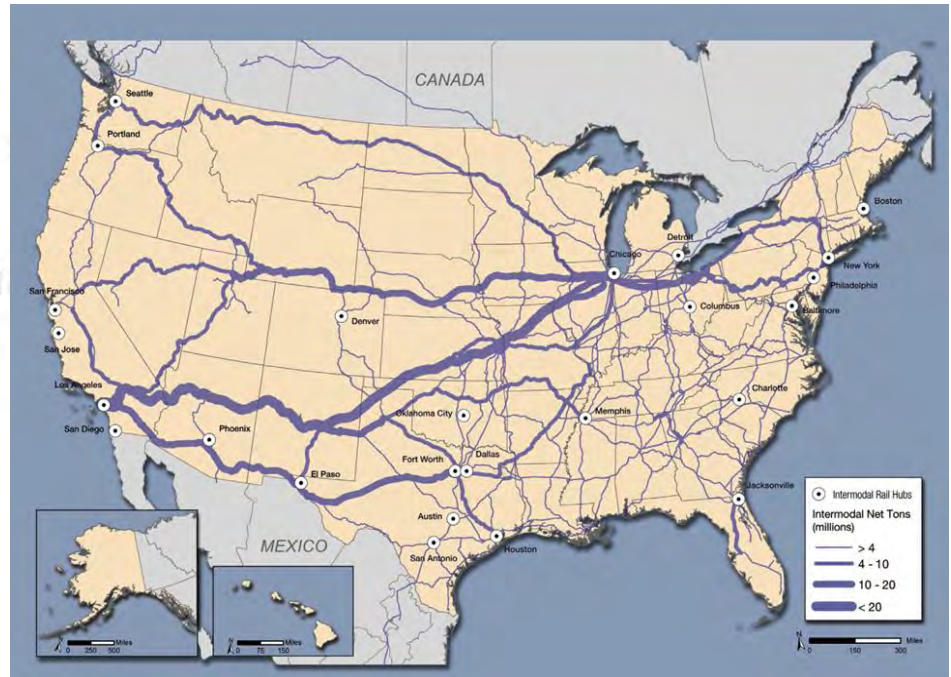 CANADA
Seattle
Portland
Boston
Detroit
Chicago
New York
Philadelphia
San Francisco
Columbus
Baltimore
Denver
San Jose
Los Angeles
Charlotte
Oklahoma City
Memphis
San Diego
Phoenix
Fort Worth
Dallas
El Paso
Jacksonville
Austin
Houston
San Antonio
MEXICO
Intermodal Rail Hubs
Intermodal Net Tons
(millions)
> 4
4 - 10
10 - 20
< 20
N
Miles
0 250 500
N
Miles
0 75 150
N
Miles
0 150 300